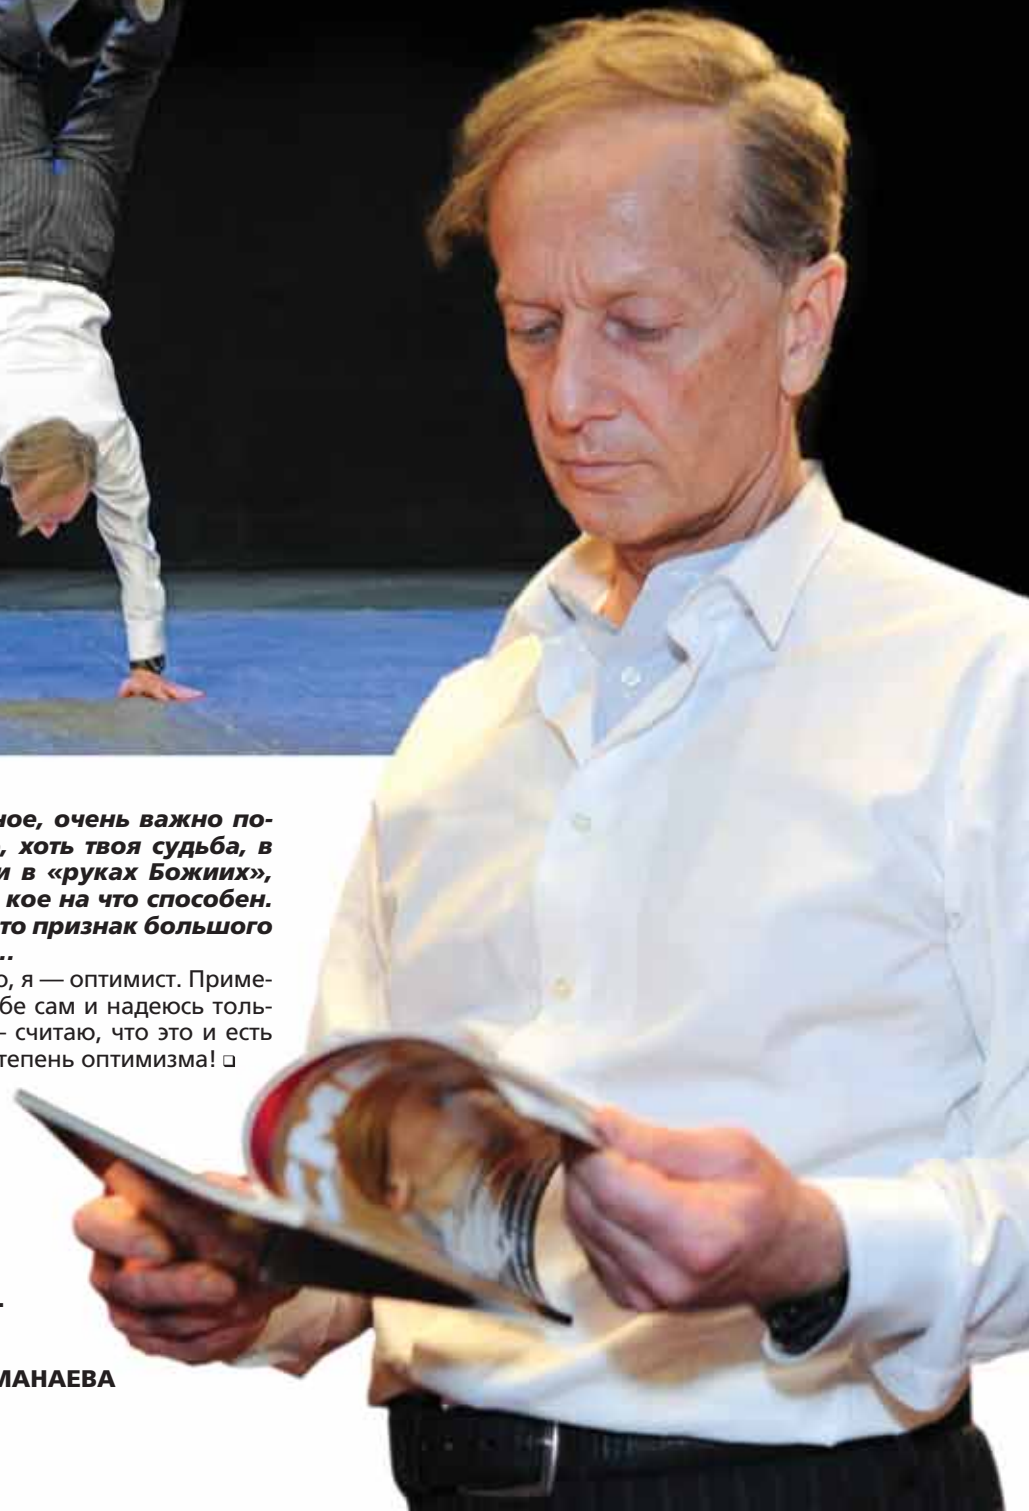 ное, очень важно по-
, хоть твоя судьба, в
и в «руках Божиих»,
кое на что способен.
то признак большого
...
о, я — оптимист. Приме-
бе сам и надеюсь толь-
- считаю, что это и есть
тепень оптимизма! ❏
.
МАНАЕВА